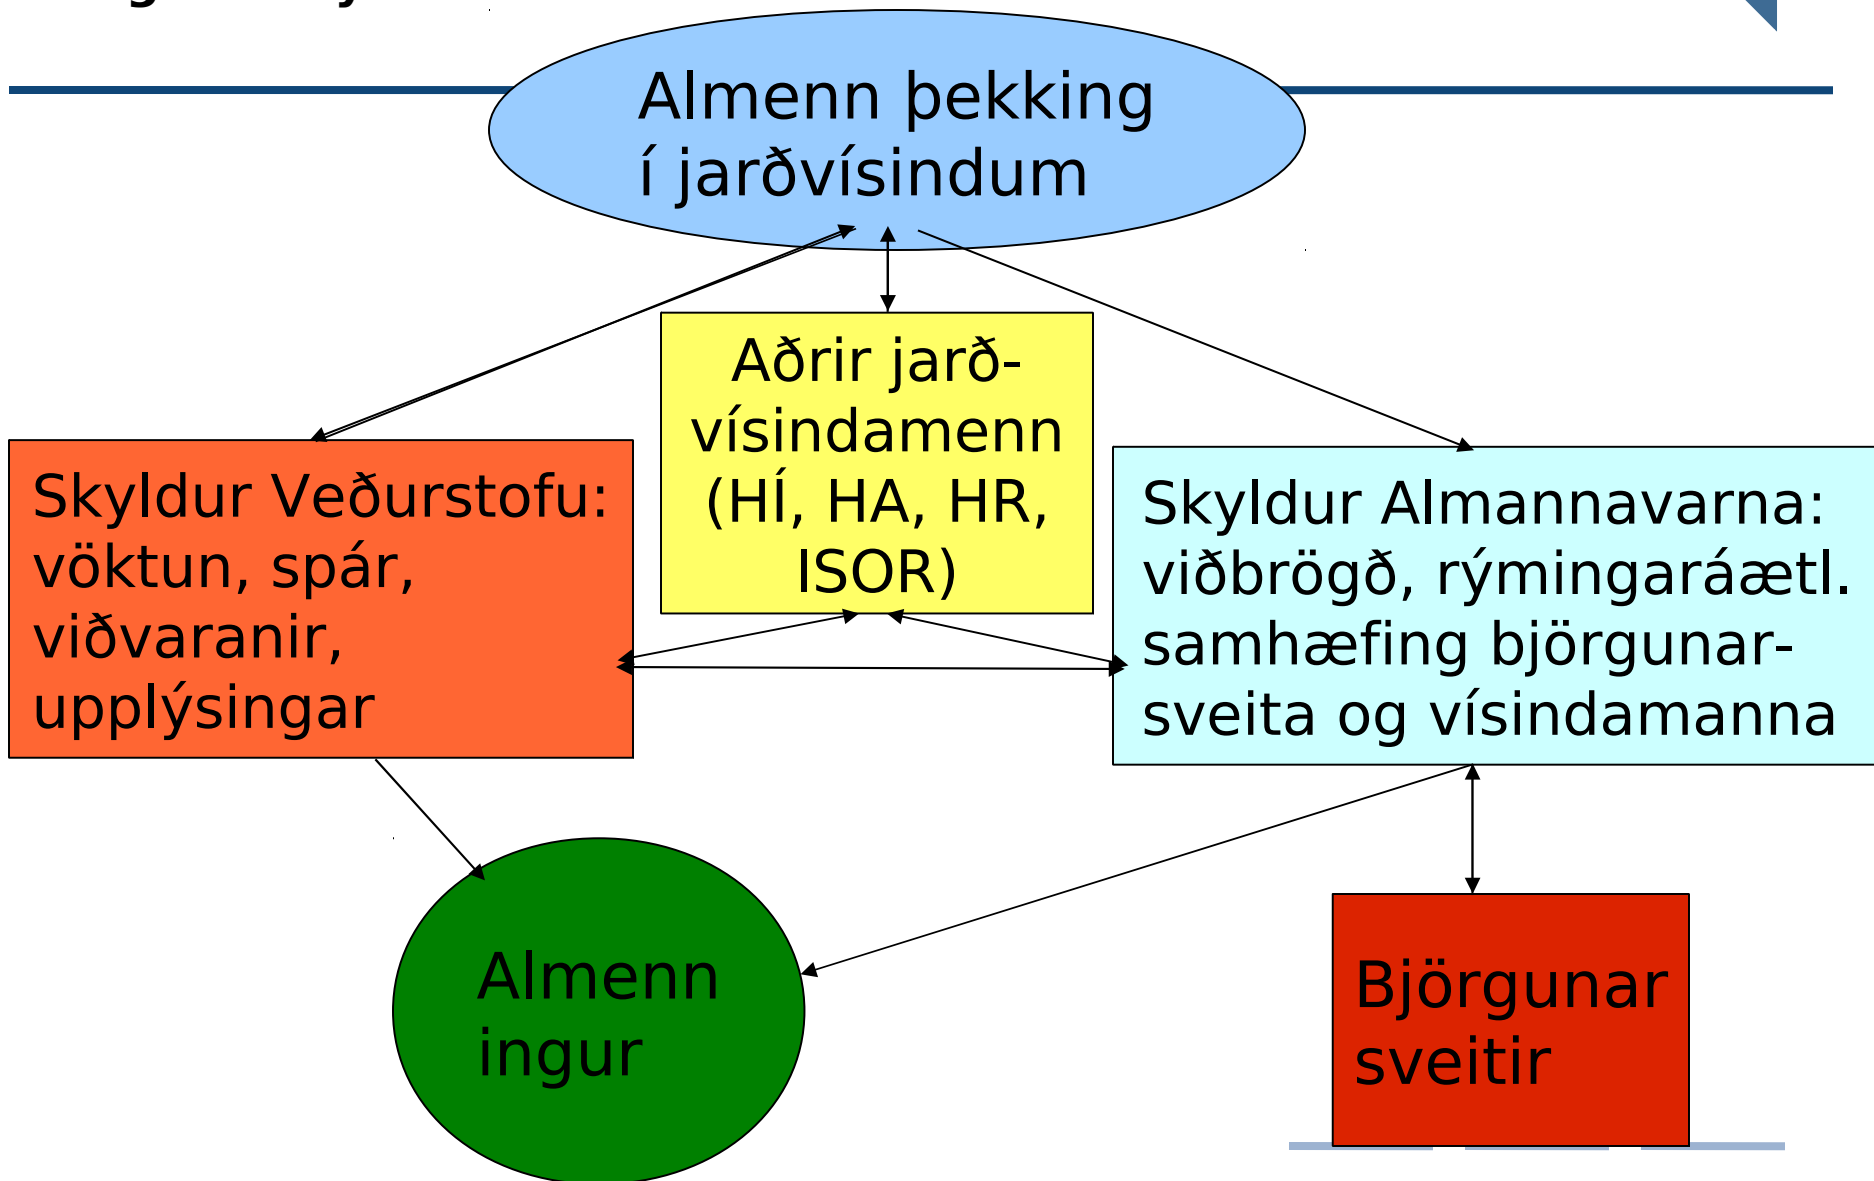 Almenn þekking
í jarðvísindum
Aðrir jarð-
vísindamenn
(HÍ, HA, HR,
ISOR)
Skyldur Veðurstofu:
vöktun, spár,
viðvaranir,
upplýsingar
Skyldur Almannavarna:
viðbrögð, rýmingaráætl.
samhæfing björgunar-
sveita og vísindamanna
Almenn
ingur
Björgunar
sveitir